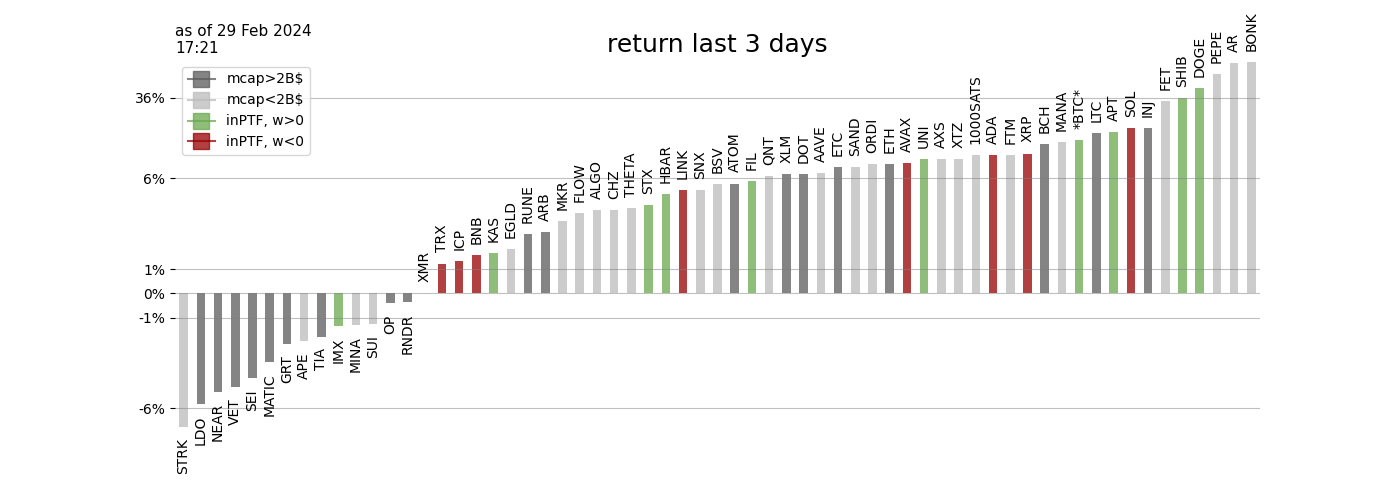 as of 29 Feb 2024
17:21
return last 3 days
mcap>2B$
mcap<2B$
inPTF, w>0
inPTF, w<0
36%
6%
1%
0%
-1%
-6%
STRK
LDO
NEAR
VET
SEI
MATIC
GRT
APE
TIA
IMX
MINA
SUI
OP
RNDR
XMR
TRX
ICP
BNB
KAS
EGLD
RUNE
ARB
MKR
FLOW
ALGO
CHZ
THETA
STX
HBAR
LINK
SNX
BSV
ATOM
FIL
QNT
XLM
DOT
AAVE
ETC
SAND
ORDI
ETH
AVAX
UNI
AXS
XTZ
1000SATS
ADA
FTM
XRP
BCH
MANA
*BTC*
LTC
APT
SOL
INJ
FET
SHIB
DOGE
PEPE
AR
BONK